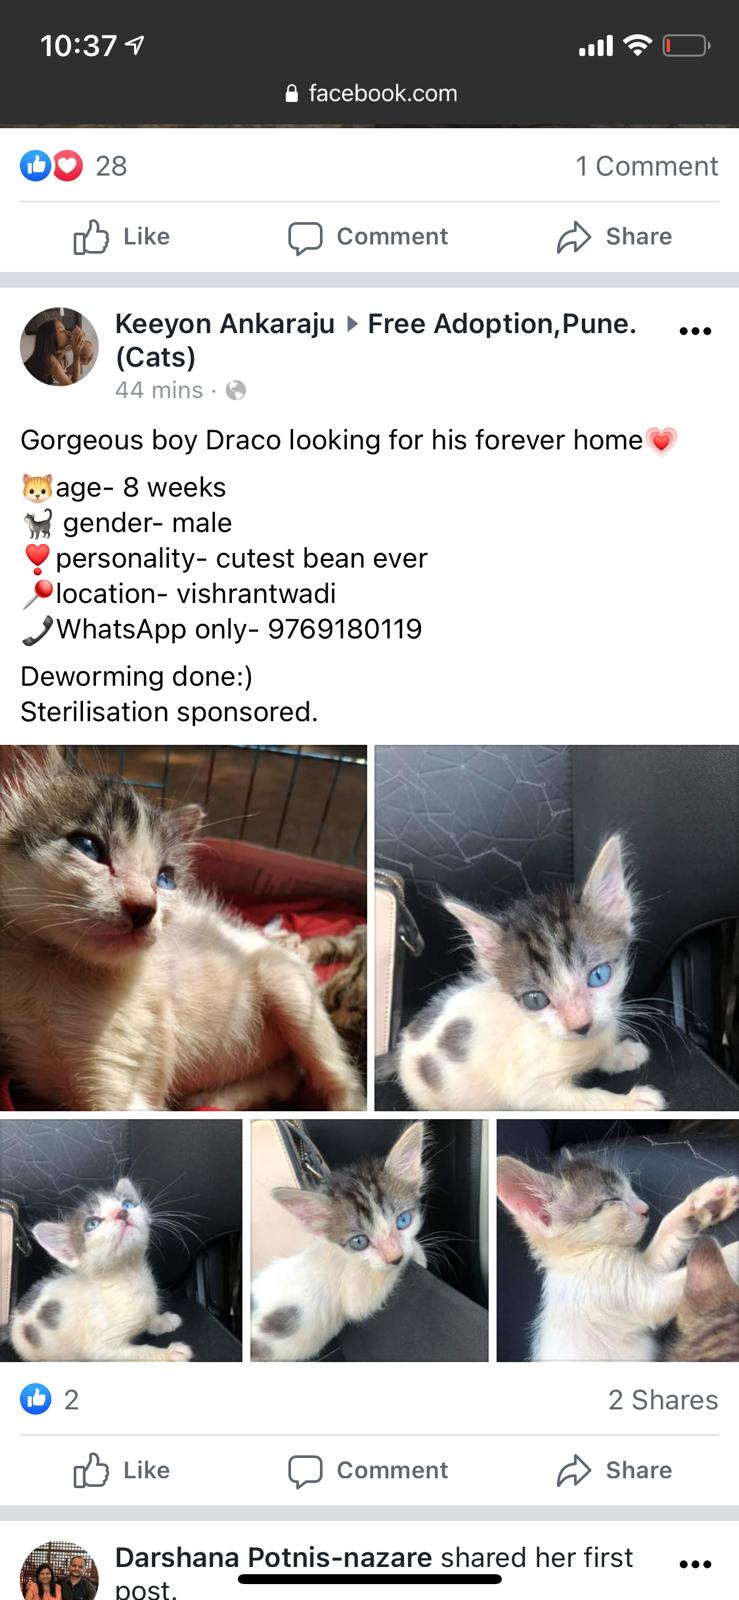 10:37
facebook.com
28
1 Comment
Like
Comment
Share
Keeyon Ankaraju ▶ Free Adoption,Pune.
(Cats)
44 mins ·
Gorgeous boy Draco looking for his forever home💗
🐱age- 8 weeks
🐈 gender- male
❣️personality- cutest bean ever
📍location- vishrantwadi
📞WhatsApp only- 9769180119
Deworming done:)
Sterilisation sponsored.
2
2 Shares
Like
Comment
Share
Darshana Potnis-nazare shared her first
post.